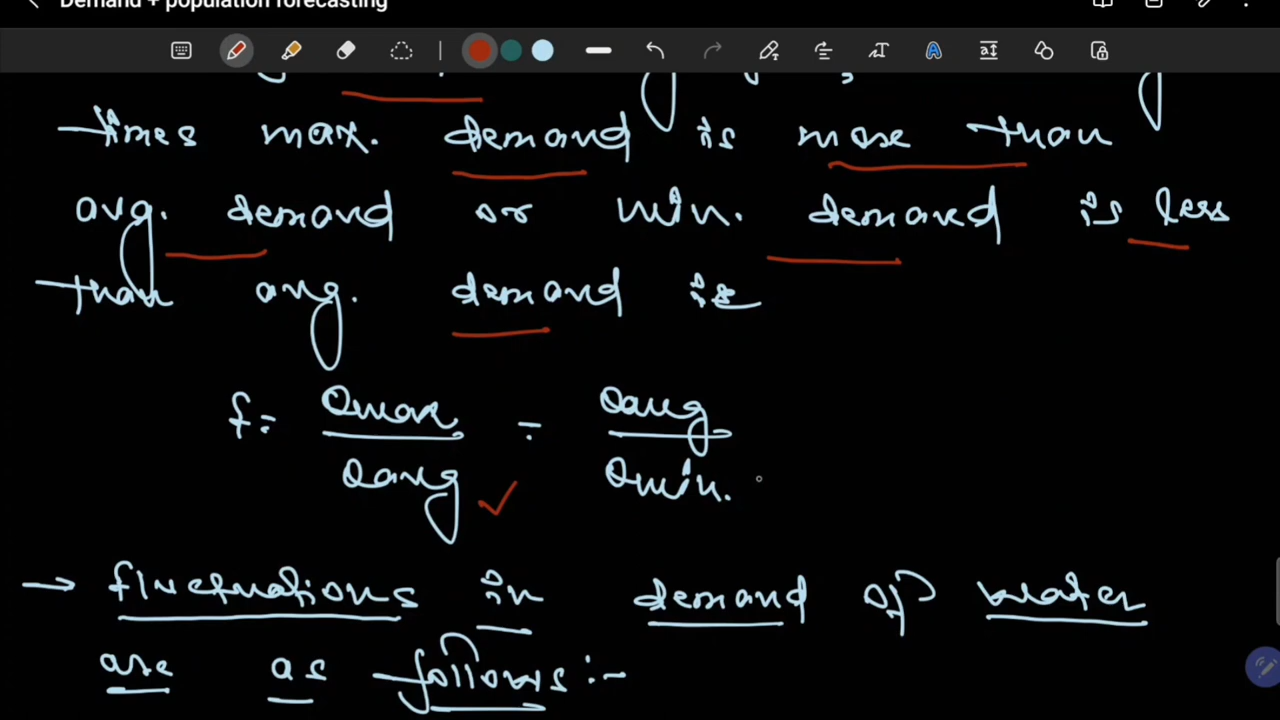 Demand + population forecasting
times max. demand is more than
avg. demand or min. demand is less
than avg. demand is
f = Qmax / Qavg = Qavg / Qmin.
→ fluctuations in demand of water
are as follows :-